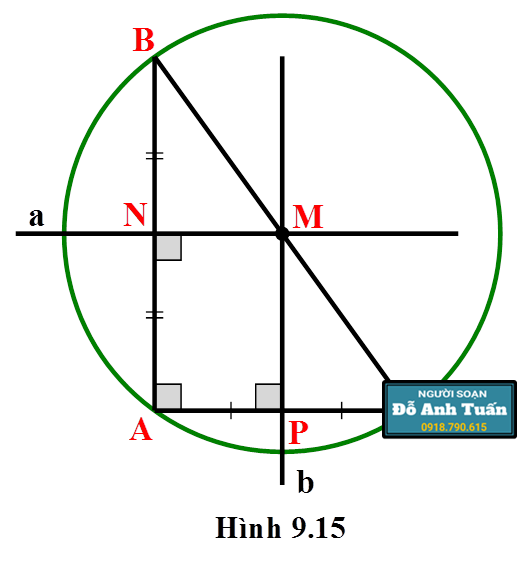 B
a
N
M
A
P
b
NGƯỜI SOẠN
Đỗ Anh Tuấn
0918.790.615
Hình 9.15